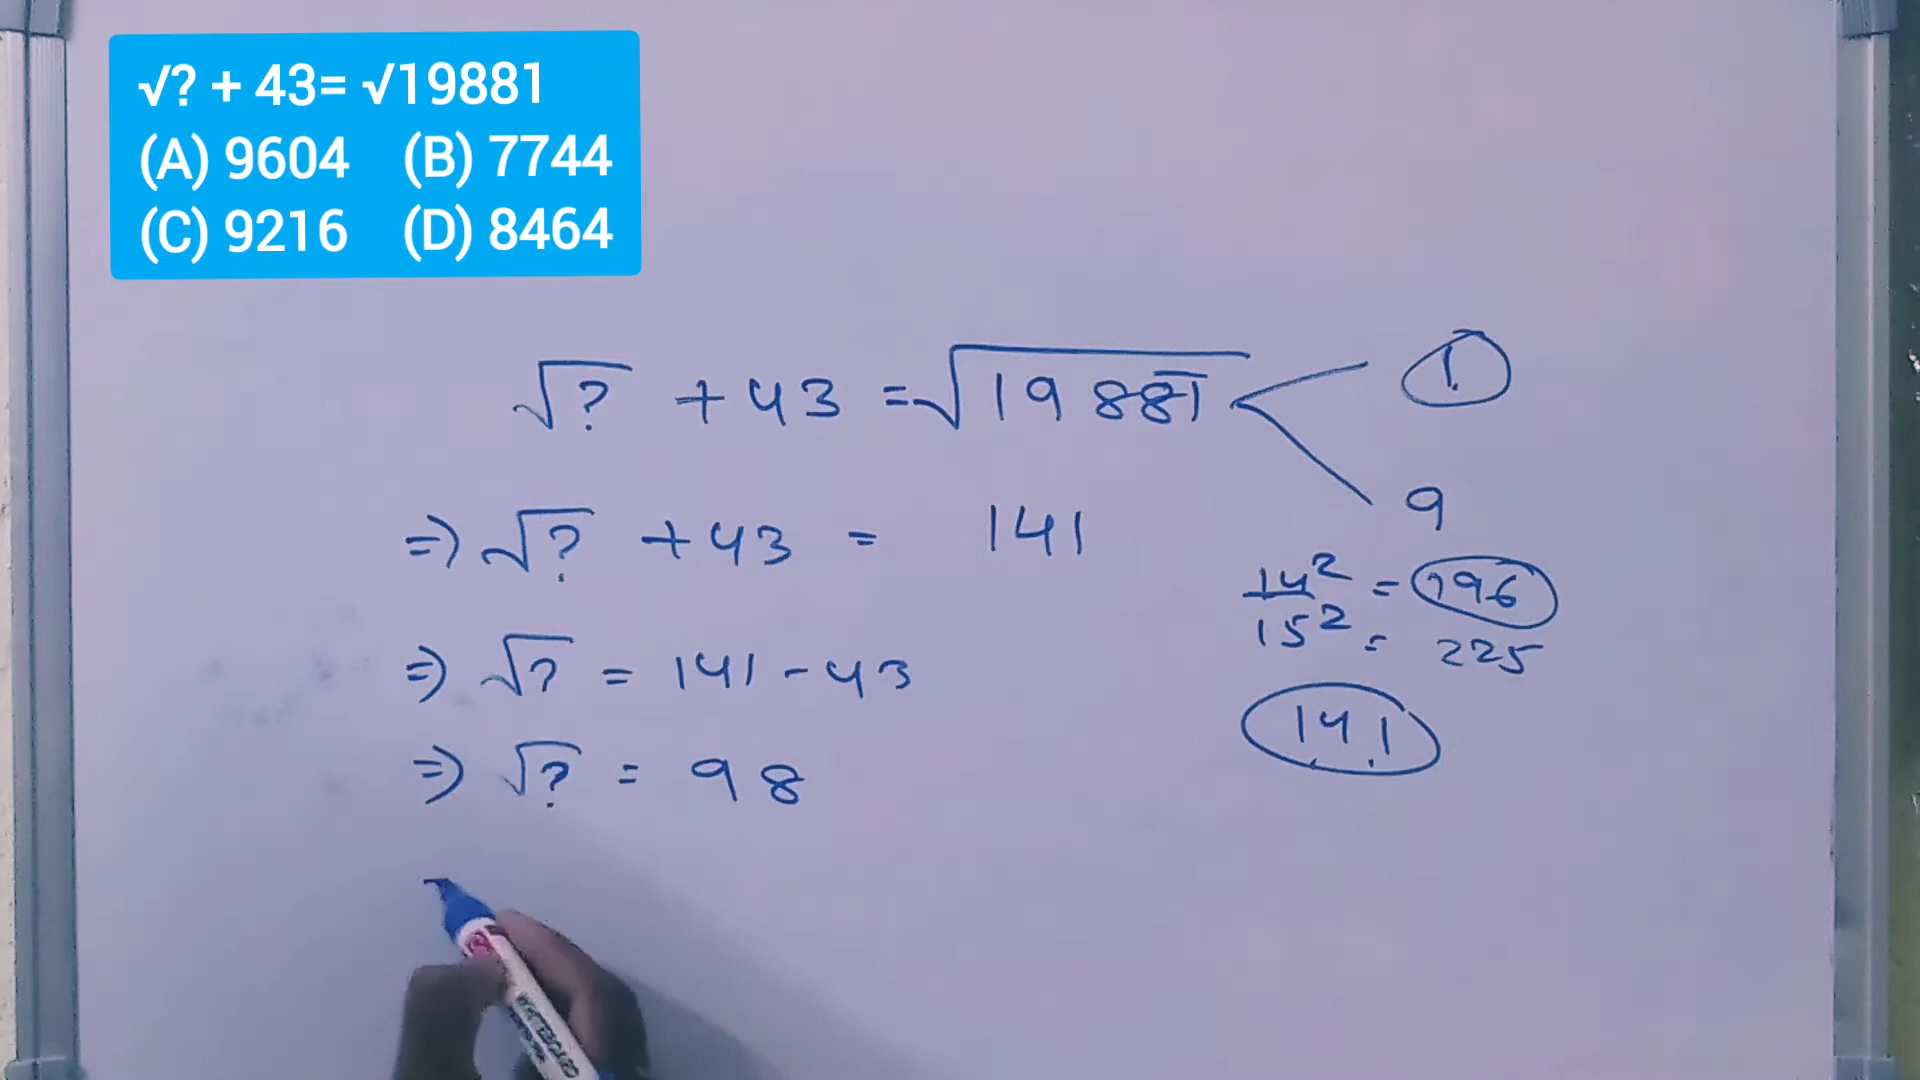 √? + 43= √19881
(A) 9604 (B) 7744
(C) 9216 (D) 8464
√? + 43 = √19881
1
9
⇒ √? + 43 = 141
14² = 196
15² = 225
⇒ √? = 141 - 43
141
⇒ √? = 98